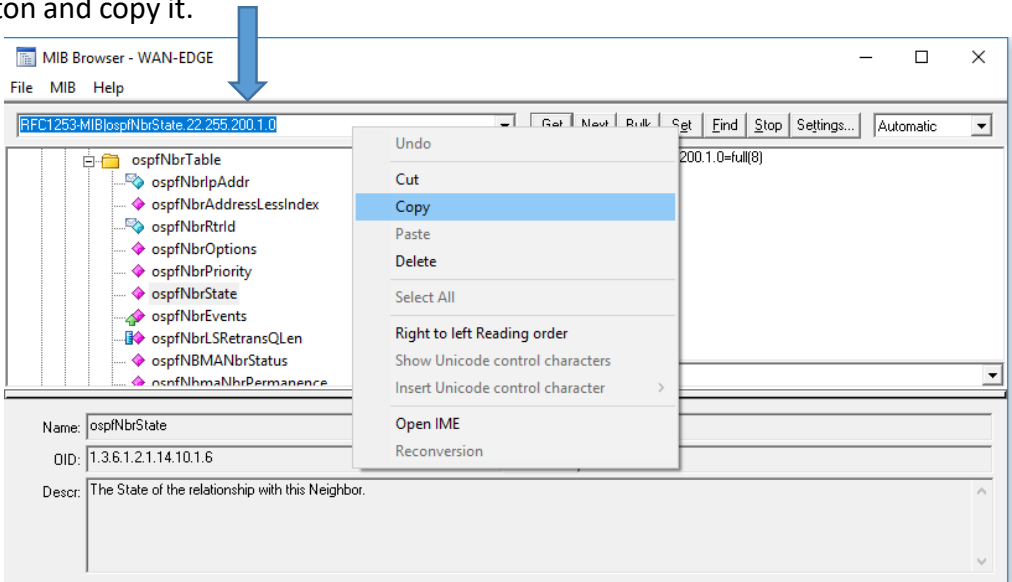 ton and copy it.
MIB Browser - WAN-EDGE
File MIB Help
RFC1253-MIB|ospfNbrState.22.255.200.1.0
Get Next Bulk Set Find Stop Settings... Automatic
Undo
Cut
Copy
Paste
Delete
Select All
Right to left Reading order
Show Unicode control characters
Insert Unicode control character
Open IME
Reconversion
200.1.0=full(8)
ospfNbrTable
ospfNbrIpAddr
ospfNbrAddressLessIndex
ospfNbrRtrId
ospfNbrOptions
ospfNbrPriority
ospfNbrState
ospfNbrEvents
ospfNbrLSRetransQLen
ospfNBMANbrStatus
ospfNbmaNbrPermanence
Name: ospfNbrState
OID: 1.3.6.1.2.1.14.10.1.6
Descr: The State of the relationship with this Neighbor.